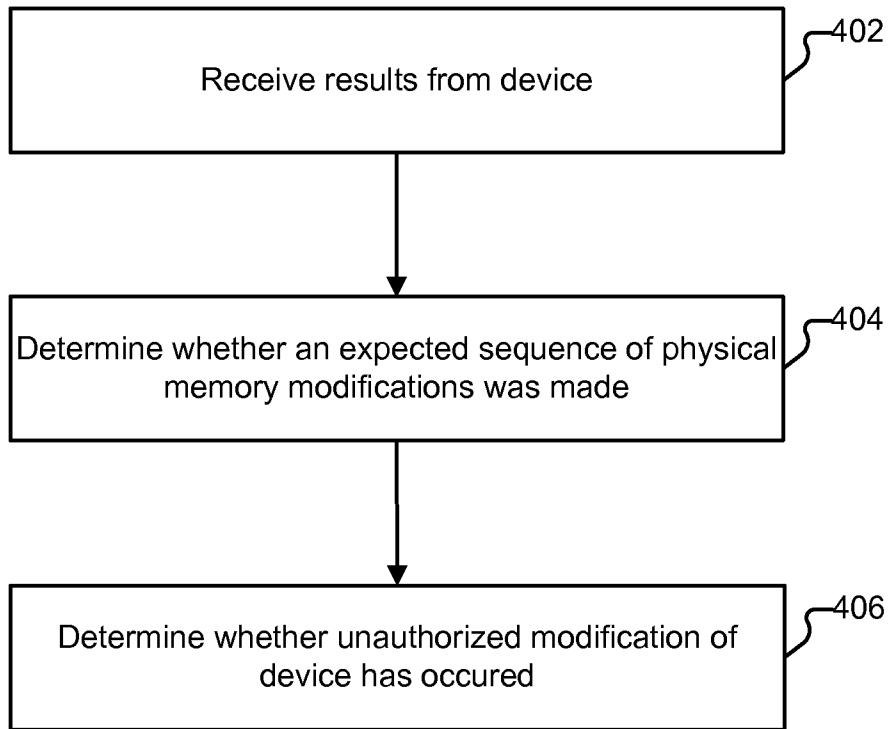 402
Receive results from device
404
Determine whether an expected sequence of physical
memory modifications was made
406
Determine whether unauthorized modification of
device has occured